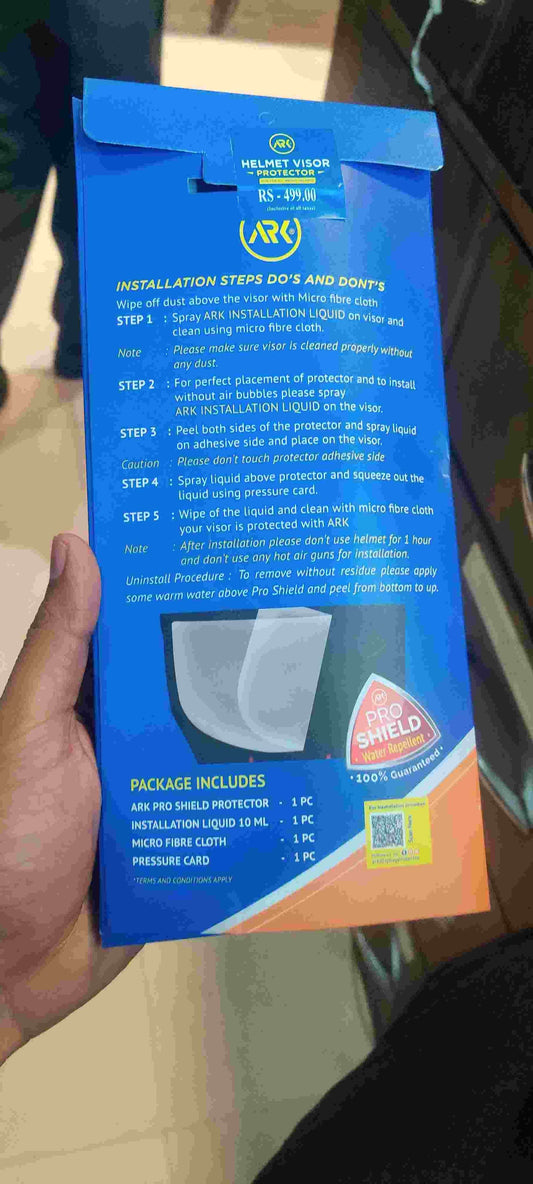 ARK
HELMET VISOR
PROTECTOR
RS - 499.00
(Inclusive of all taxes)
ARK
INSTALLATION STEPS DO'S AND DONT'S
Wipe off dust above the visor with Micro fibre cloth
STEP 1 : Spray ARK INSTALLATION LIQUID on visor and
clean using micro fibre cloth.
Note : Please make sure visor is cleaned properly without
any dust.
STEP 2 : For perfect placement of protector and to install
without air bubbles please spray
ARK INSTALLATION LIQUID on the visor.
STEP 3 : Peel both sides of the protector and spray liquid
on adhesive side and place on the visor.
Caution : Please don't touch protector adhesive side
STEP 4 : Spray liquid above protector and squeeze out the
liquid using pressure card.
STEP 5 : Wipe of the liquid and clean with micro fibre cloth
your visor is protected with ARK
Note : After installation please don't use helmet for 1 hour
and don't use any hot air guns for installation.
Uninstall Procedure : To remove without residue please apply
some warm water above Pro Shield and peel from bottom to up.
ARK
PRO
SHIELD
Water Repellent
• 100% Guaranteed •
PACKAGE INCLUDES
ARK PRO SHIELD PROTECTOR - 1 PC
INSTALLATION LIQUID 10 ML - 1 PC
MICRO FIBRE CLOTH - 1 PC
PRESSURE CARD - 1 PC
*TERMS AND CONDITIONS APPLY
For Installation
Scan here